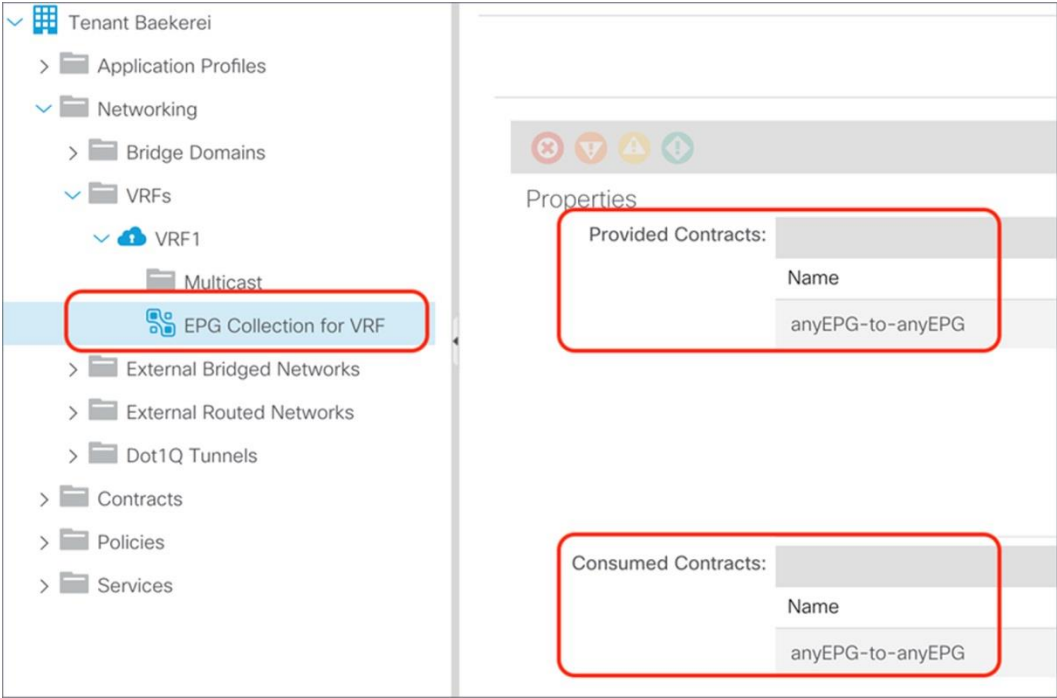 Tenant Baekerei
Application Profiles
Networking
Bridge Domains
VRFs
VRF1
Multicast
EPG Collection for VRF
External Bridged Networks
External Routed Networks
Dot1Q Tunnels
Contracts
Policies
Services
Properties
Provided Contracts:
Name
anyEPG-to-anyEPG
Consumed Contracts:
Name
anyEPG-to-anyEPG